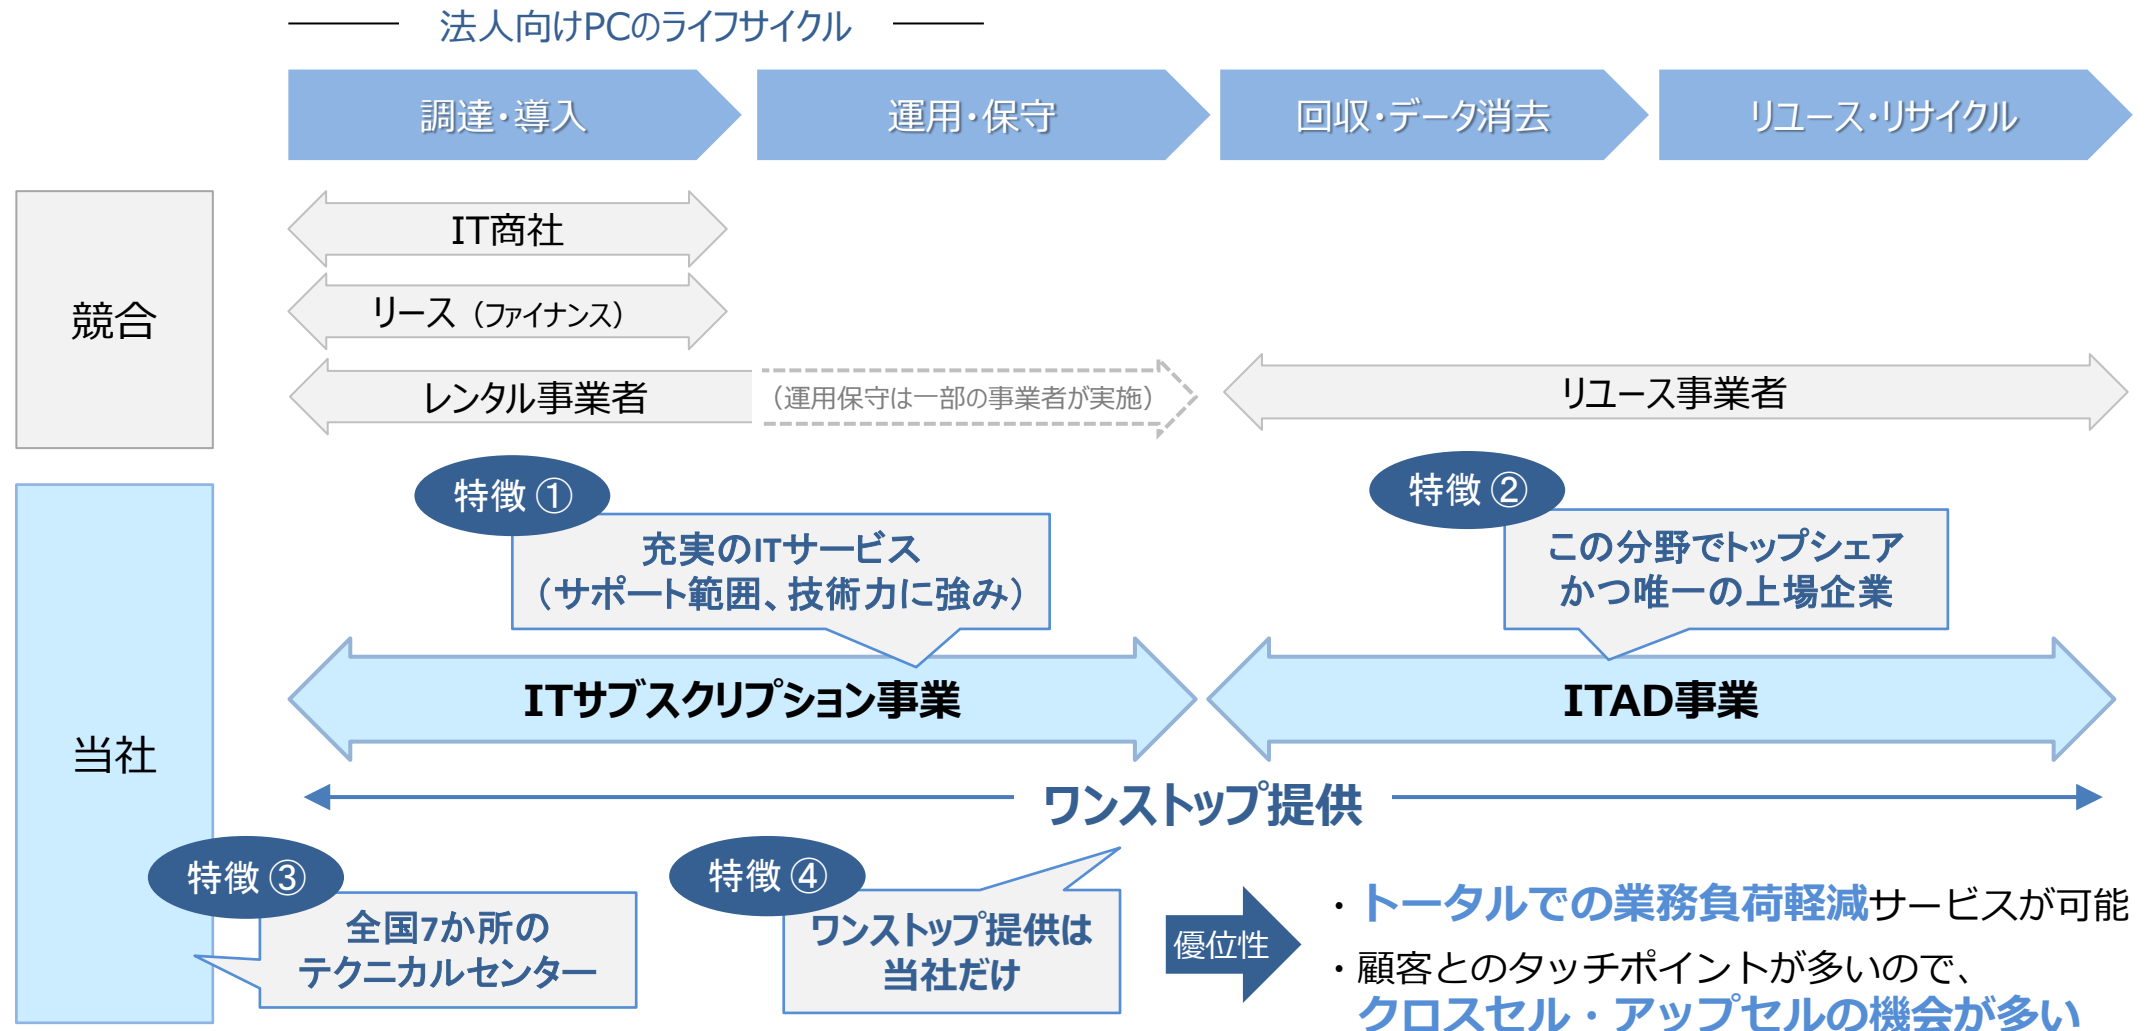 法人向けPCのライフサイクル
調達・導入
運用・保守
回収・データ消去
リユース・リサイクル
競合
IT商社
リース（ファイナンス）
レンタル事業者
（運用保守は一部の事業者が実施）
リユース事業者
当社
特徴 ①
充実のITサービス
（サポート範囲、技術力に強み）
特徴 ②
この分野でトップシェア
かつ唯一の上場企業
ITサブスクリプション事業
ITAD事業
ワンストップ提供
特徴 ③
全国7か所の
テクニカルセンター
特徴 ④
ワンストップ提供は
当社だけ
優位性
・トータルでの業務負荷軽減サービスが可能
・顧客とのタッチポイントが多いので、
クロスセル・アップセルの機会が多い